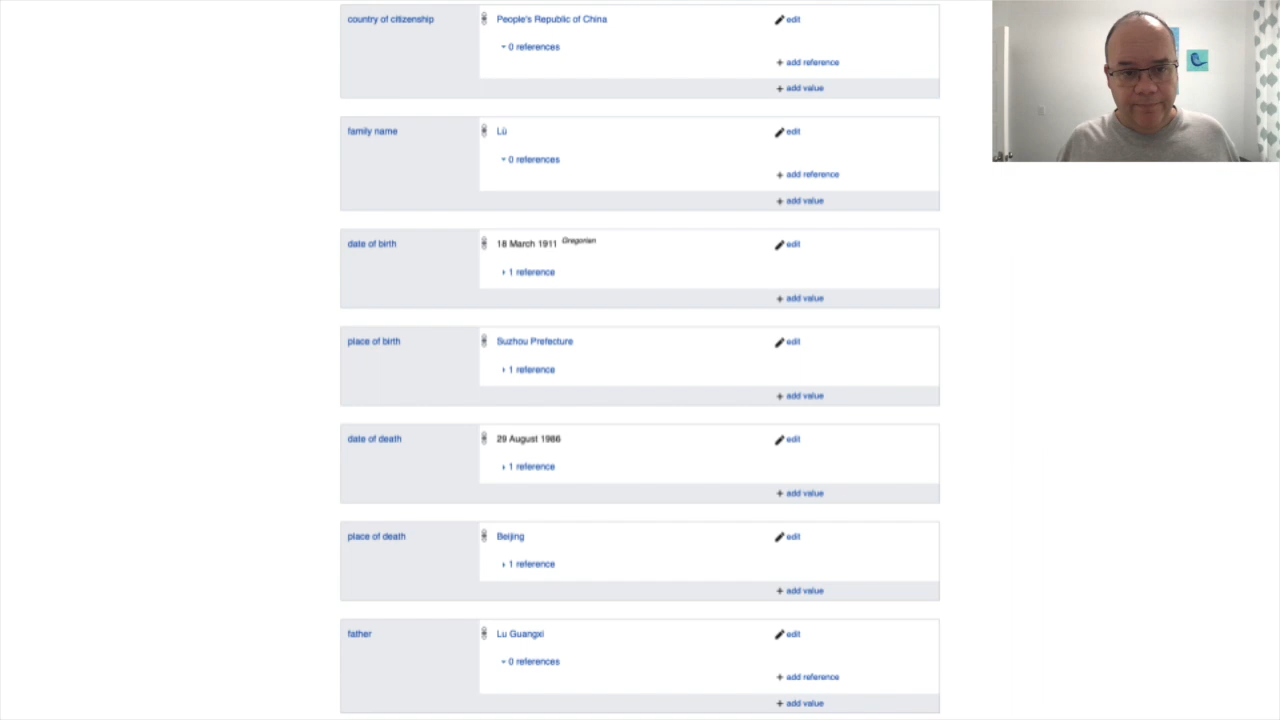 country of citizenship
People's Republic of China
edit
0 references
+ add reference
+ add value
family name
Lü
edit
0 references
+ add reference
+ add value
date of birth
18 March 1911 Gregorian
edit
1 reference
+ add value
place of birth
Suzhou Prefecture
edit
1 reference
+ add value
date of death
29 August 1986
edit
1 reference
+ add value
place of death
Beijing
edit
1 reference
+ add value
father
Lu Guangxi
edit
0 references
+ add reference
+ add value